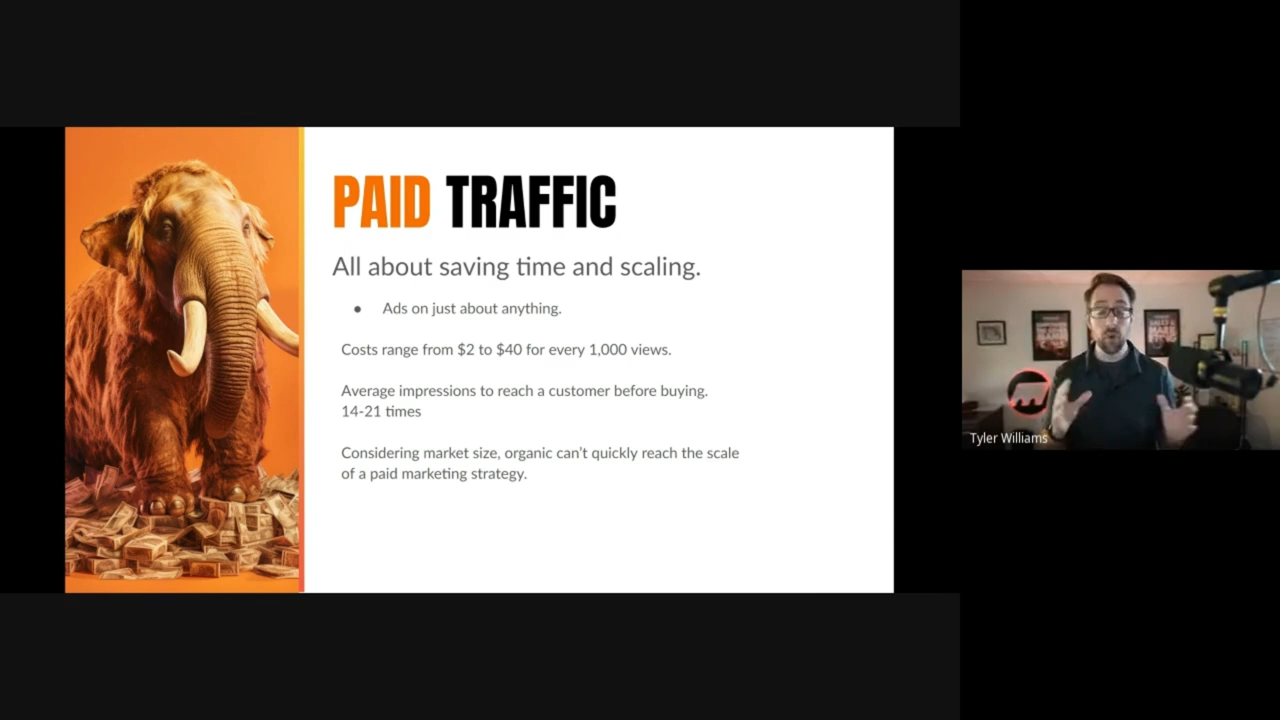 PAID TRAFFIC
All about saving time and scaling.
● Ads on just about anything.
Costs range from $2 to $40 for every 1,000 views.
Average impressions to reach a customer before buying.
14-21 times
Considering market size, organic can't quickly reach the scale
of a paid marketing strategy.
Tyler Williams